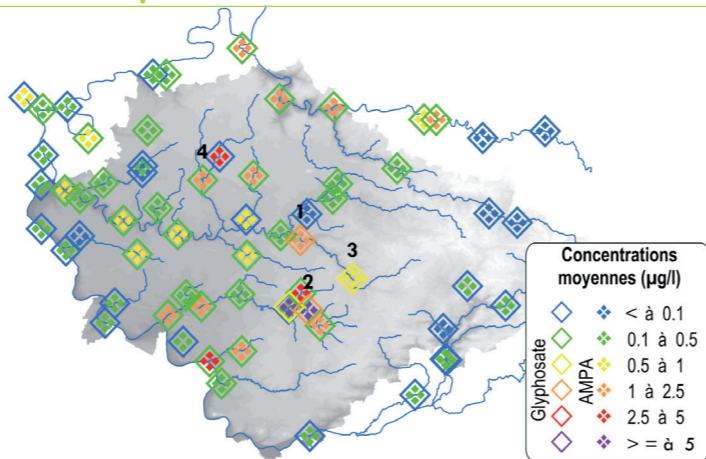 4
1
3
2
Concentrations
moyennes (µg/l)
Glyphosate
AMPA
< à 0.1
0.1 à 0.5
0.5 à 1
1 à 2.5
2.5 à 5
> = à 5